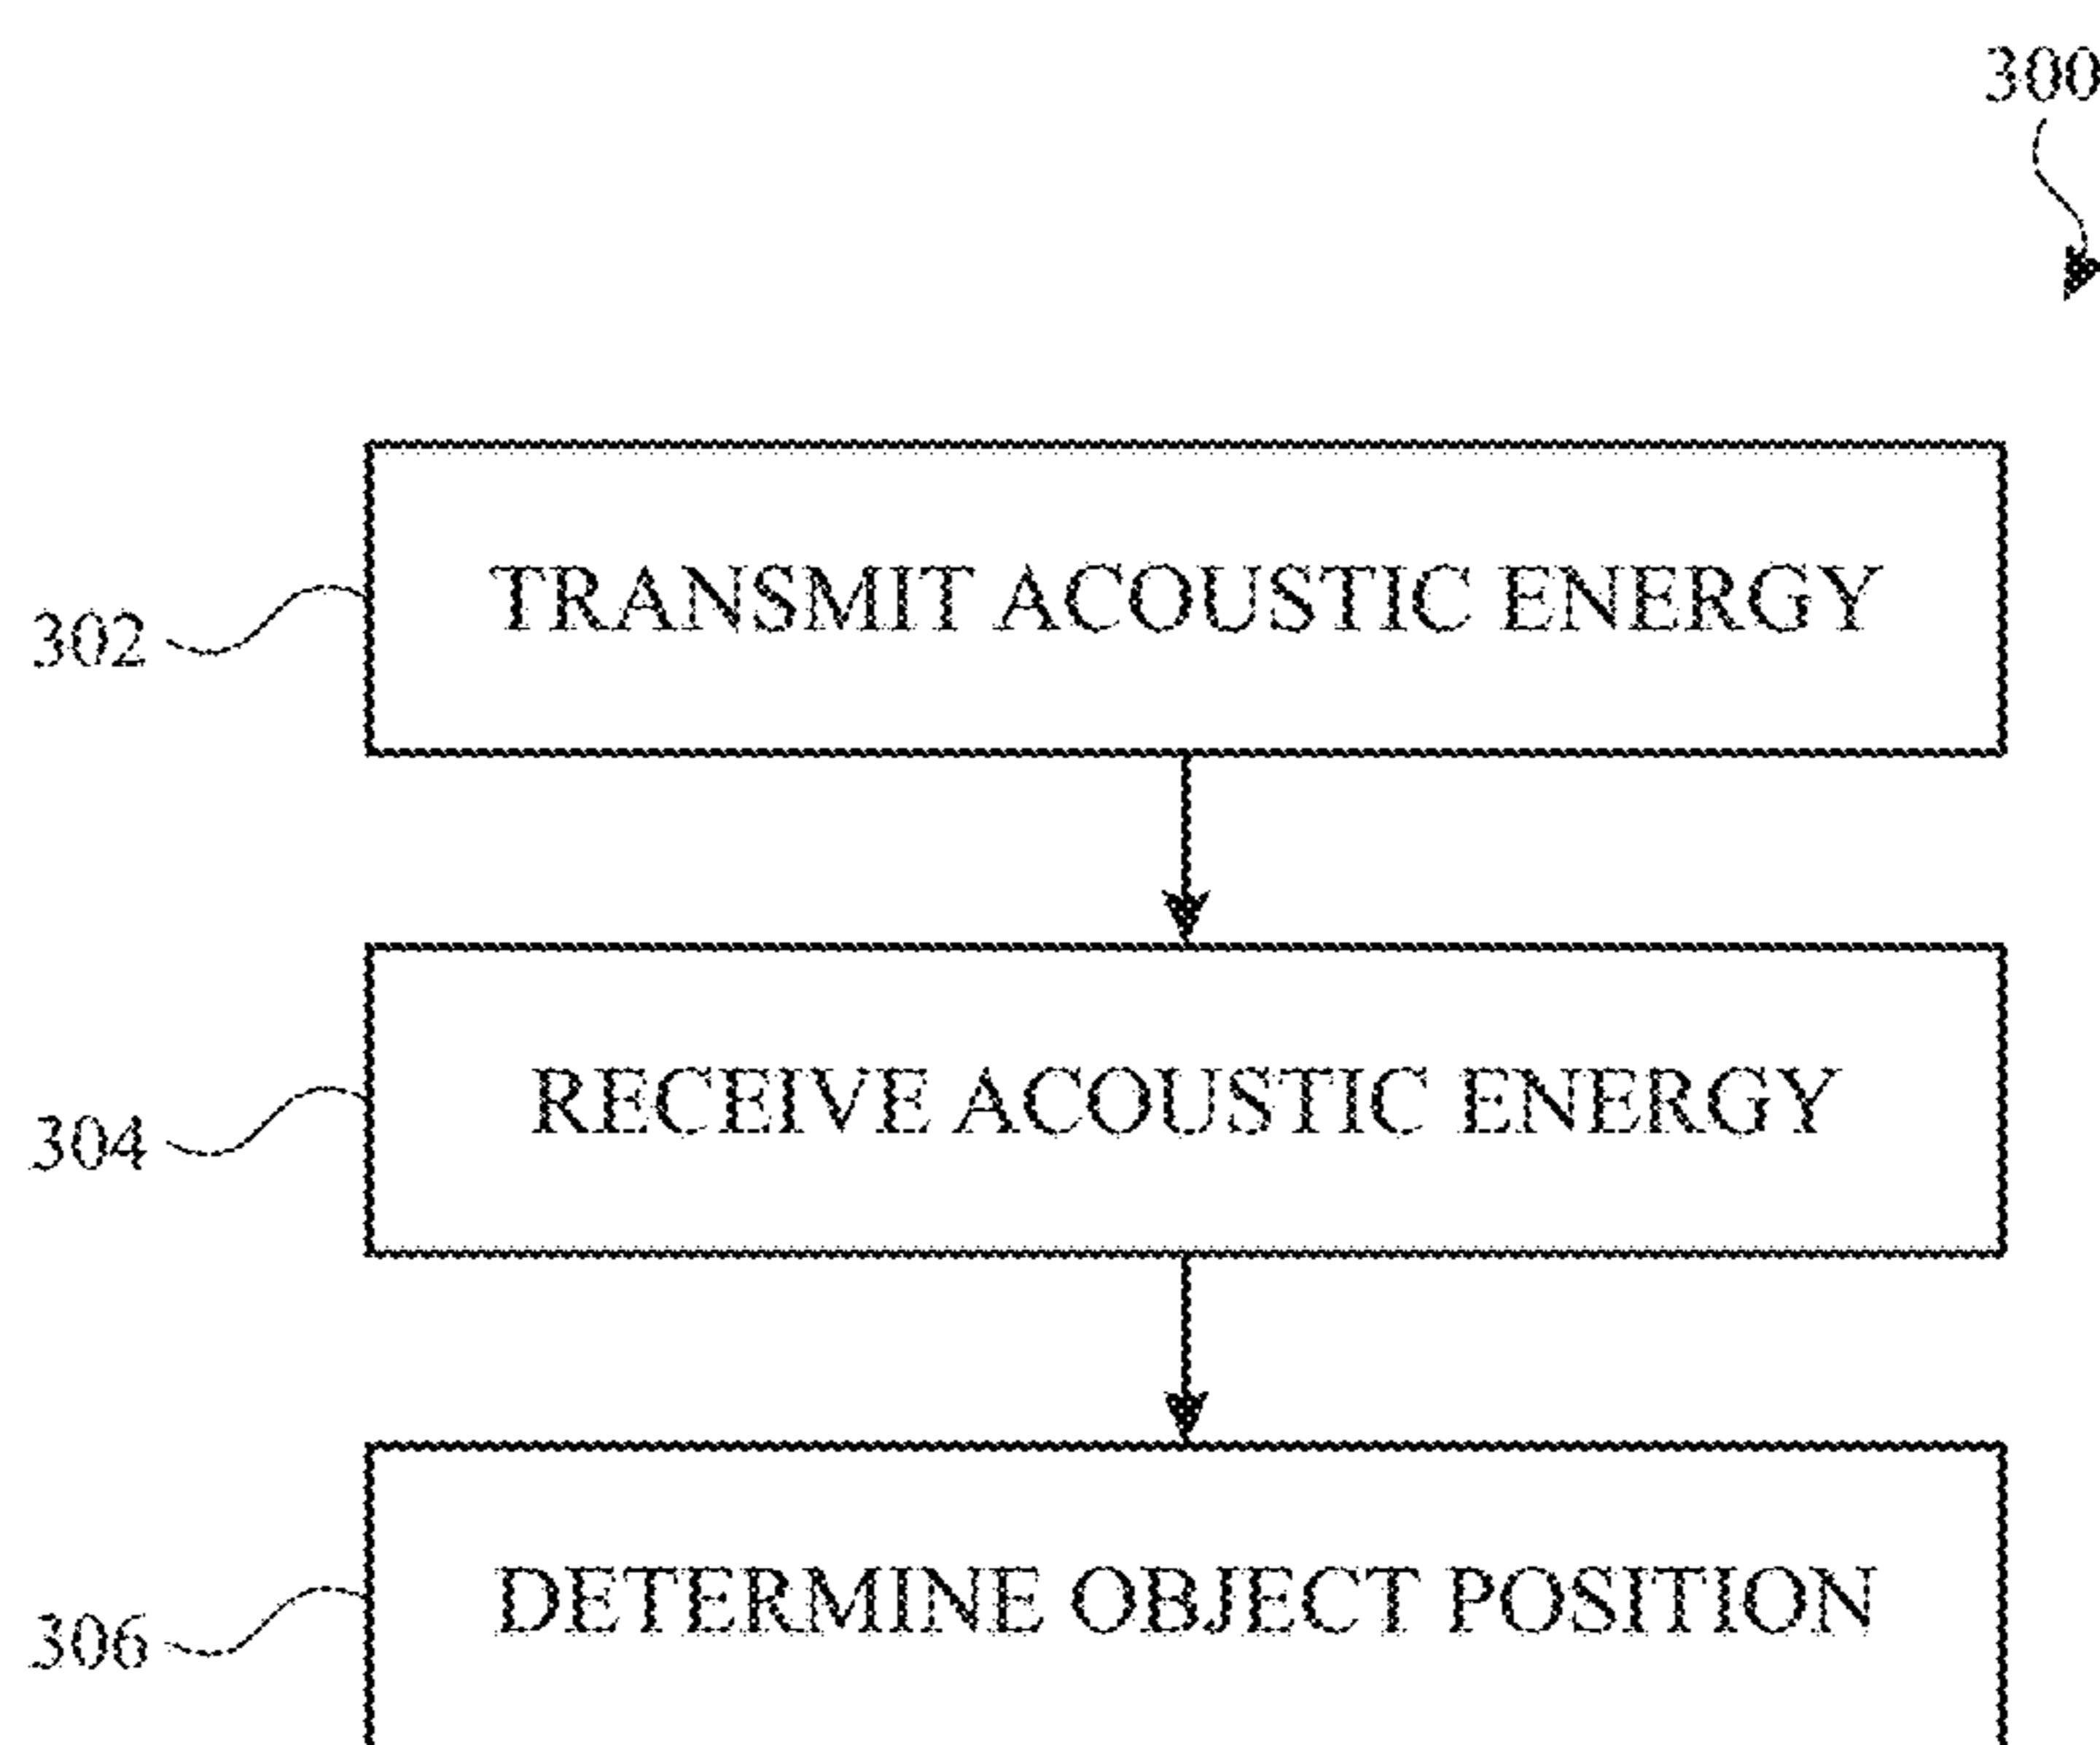 300
TRANSMIT ACOUSTIC ENERGY
302
RECEIVE ACOUSTIC ENERGY
304
DETERMINE OBJECT POSITION
306